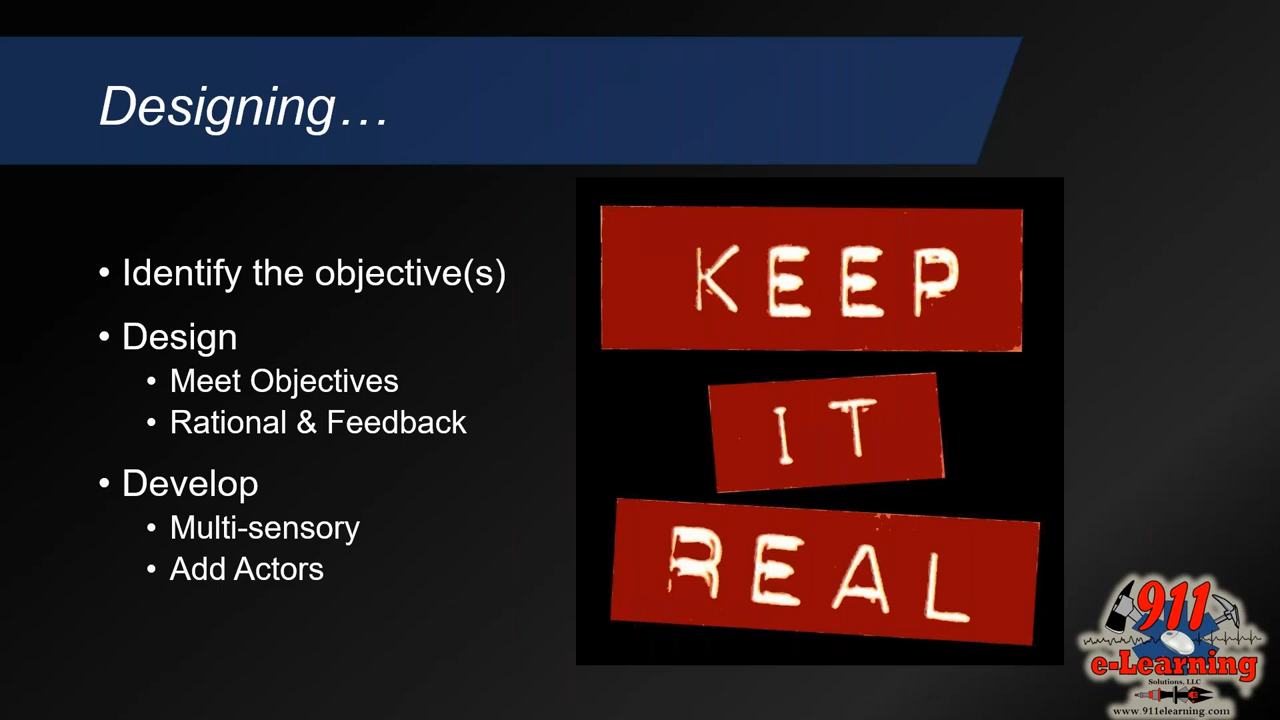 Designing…
• Identify the objective(s)
• Design
• Meet Objectives
• Rational & Feedback
• Develop
• Multi-sensory
• Add Actors
KEEP
IT
REAL
911
e-Learning
Solutions, LLC
www.911elearning.com